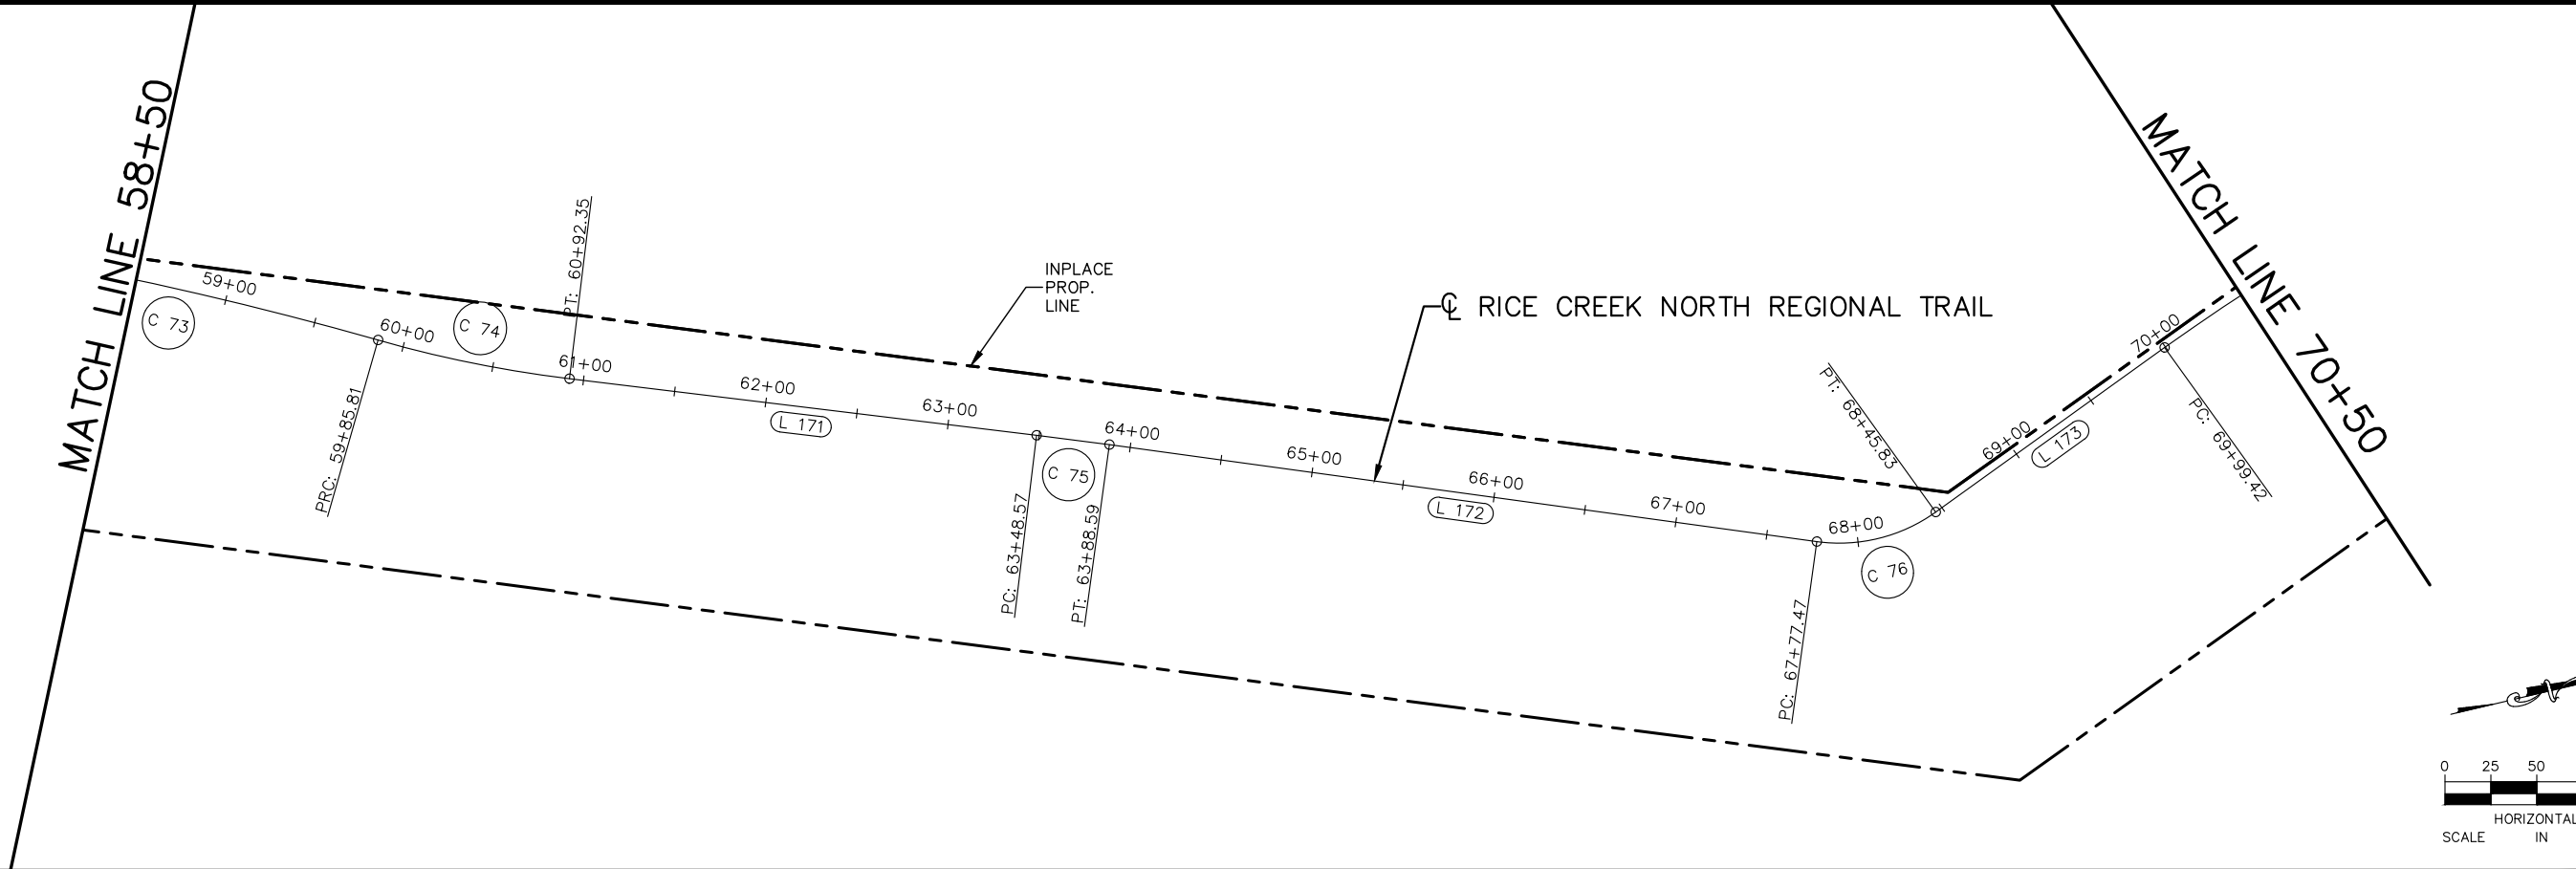 MATCH LINE 58+50
59+00
C 73
PRC: 59+85.81
60+00
C 74
PT: 60+92.35
61+00
62+00
L 171
63+00
PC: 63+48.57
C 75
PT: 63+88.59
64+00
INPLACE
PROP.
LINE
℄ RICE CREEK NORTH REGIONAL TRAIL
65+00
66+00
L 172
67+00
PC: 67+77.47
68+00
C 76
PT: 68+45.83
69+00
L 173
70+00
PC: 69+99.42
MATCH LINE 70+50
0 25 50
HORIZONTAL
SCALE IN